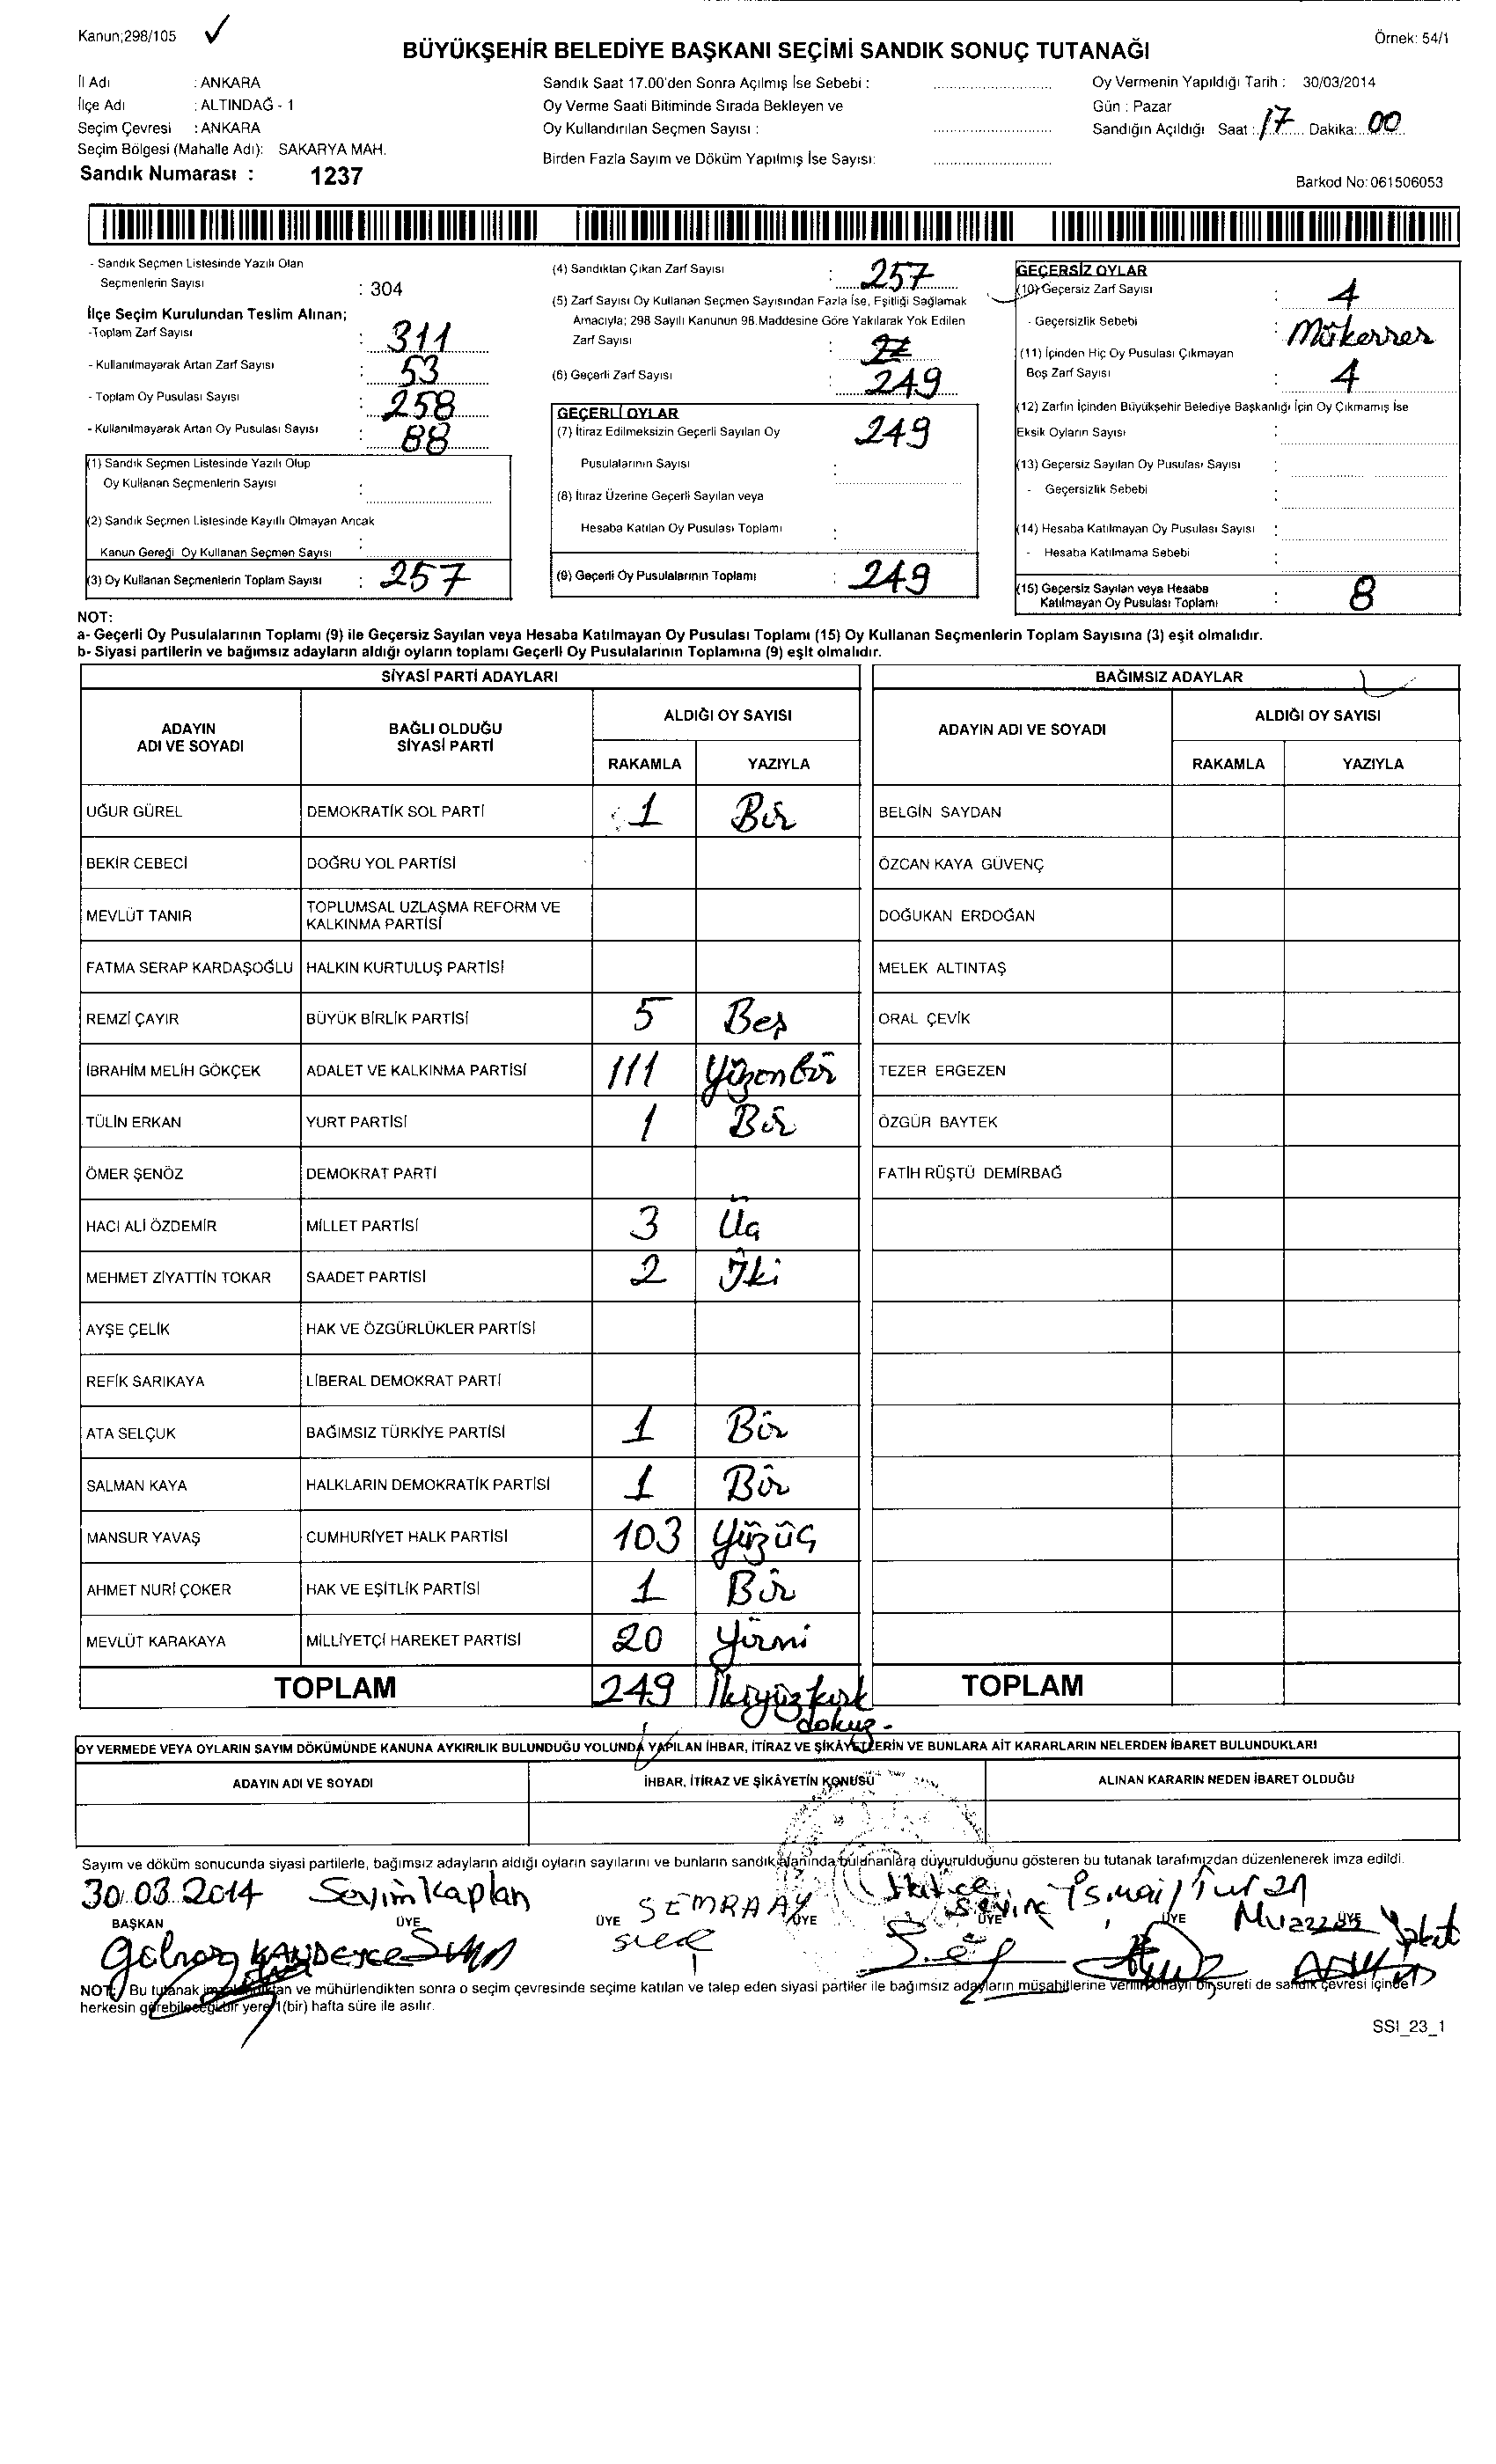 Kanun;298/105 ✓
Örnek: 54/1
BÜYÜKŞEHİR BELEDİYE BAŞKANI SEÇİMİ SANDIK SONUÇ TUTANAĞI
İl Adı : ANKARA
İlçe Adı : ALTINDAĞ - 1
Seçim Çevresi : ANKARA
Seçim Bölgesi (Mahalle Adı): SAKARYA MAH.
Sandık Numarası : 1237
Sandık Saat 17.00'den Sonra Açılmış İse Sebebi :
Oy Verme Saati Bitiminde Sırada Bekleyen ve
Oy Kullandırılan Seçmen Sayısı :
Birden Fazla Sayım ve Döküm Yapılmış İse Sayısı:
Oy Vermenin Yapıldığı Tarih : 30/03/2014
Gün : Pazar
Sandığın Açıldığı Saat : 17 Dakika: 00
Barkod No: 061506053
- Sandık Seçmen Listesinde Yazılı Olan
Seçmenlerin Sayısı : 304
İlçe Seçim Kurulundan Teslim Alınan;
-Toplam Zarf Sayısı : 311
- Kullanılmayarak Artan Zarf Sayısı : 53
- Toplam Oy Pusulası Sayısı : 258
- Kullanılmayarak Artan Oy Pusulası Sayısı : 88
(1) Sandık Seçmen Listesinde Yazılı Olup
Oy Kullanan Seçmenlerin Sayısı :
(2) Sandık Seçmen Listesinde Kayıtlı Olmayan Ancak
Kanun Gereği Oy Kullanan Seçmen Sayısı :
(3) Oy Kullanan Seçmenlerin Toplam Sayısı : 257
(4) Sandıktan Çıkan Zarf Sayısı : 257
(5) Zarf Sayısı Oy Kullanan Seçmen Sayısından Fazla İse, Eşitliği Sağlamak
Amacıyla; 298 Sayılı Kanunun 98.Maddesine Göre Yakılarak Yok Edilen
Zarf Sayısı :
(6) Geçerli Zarf Sayısı : 249
GEÇERLİ OYLAR
(7) İtiraz Edilmeksizin Geçerli Sayılan Oy 249
Pusulalarının Sayısı :
(8) İtiraz Üzerine Geçerli Sayılan veya
Hesaba Katılan Oy Pusulası Toplamı :
(9) Geçerli Oy Pusulalarının Toplamı : 249
GEÇERSİZ OYLAR
(10) Geçersiz Zarf Sayısı : 4
- Geçersizlik Sebebi : Mükerrer
(11) İçinden Hiç Oy Pusulası Çıkmayan
Boş Zarf Sayısı : 4
(12) Zarfın İçinden Büyükşehir Belediye Başkanlığı İçin Oy Çıkmamış İse
Eksik Oyların Sayısı :
(13) Geçersiz Sayılan Oy Pusulası Sayısı :
- Geçersizlik Sebebi :
(14) Hesaba Katılmayan Oy Pusulası Sayısı :
- Hesaba Katılmama Sebebi :
(15) Geçersiz Sayılan veya Hesaba
Katılmayan Oy Pusulası Toplamı : 8
NOT:
a- Geçerli Oy Pusulalarının Toplamı (9) ile Geçersiz Sayılan veya Hesaba Katılmayan Oy Pusulası Toplamı (15) Oy Kullanan Seçmenlerin Toplam Sayısına (3) eşit olmalıdır.
b- Siyasi partilerin ve bağımsız adayların aldığı oyların toplamı Geçerli Oy Pusulalarının Toplamına (9) eşit olmalıdır.
SİYASİ PARTİ ADAYLARI BAĞIMSIZ ADAYLAR
ADAYIN ADI VE SOYADI BAĞLI OLDUĞU SİYASİ PARTİ ALDIĞI OY SAYISI ADAYIN ADI VE SOYADI ALDIĞI OY SAYISI
RAKAMLA YAZIYLA RAKAMLA YAZIYLA
UĞUR GÜREL DEMOKRATİK SOL PARTİ 1 Bir BELGİN SAYDAN
BEKİR CEBECİ DOĞRU YOL PARTİSİ ÖZCAN KAYA GÜVENÇ
MEVLÜT TANIR TOPLUMSAL UZLAŞMA REFORM VE KALKINMA PARTİSİ DOĞUKAN ERDOĞAN
FATMA SERAP KARDAŞOĞLU HALKIN KURTULUŞ PARTİSİ MELEK ALTINTAŞ
REMZİ ÇAYIR BÜYÜK BİRLİK PARTİSİ 5 Beş ORAL ÇEVİK
İBRAHİM MELİH GÖKÇEK ADALET VE KALKINMA PARTİSİ 111 Yüzonbir TEZER ERGEZEN
TÜLİN ERKAN YURT PARTİSİ 1 Bir ÖZGÜR BAYTEK
ÖMER ŞENÖZ DEMOKRAT PARTİ FATİH RÜŞTÜ DEMİRBAĞ
HACI ALİ ÖZDEMİR MİLLET PARTİSİ 3 Üç
MEHMET ZİYATTİN TOKAR SAADET PARTİSİ 2 İki
AYŞE ÇELİK HAK VE ÖZGÜRLÜKLER PARTİSİ
REFİK SARIKAYA LİBERAL DEMOKRAT PARTİ
ATA SELÇUK BAĞIMSIZ TÜRKİYE PARTİSİ 1 Bir
SALMAN KAYA HALKLARIN DEMOKRATİK PARTİSİ 1 Bir
MANSUR YAVAŞ CUMHURİYET HALK PARTİSİ 103 Yüzüç
AHMET NURİ ÇOKER HAK VE EŞİTLİK PARTİSİ 1 Bir
MEVLÜT KARAKAYA MİLLİYETÇİ HAREKET PARTİSİ 20 Yirmi
TOPLAM 249 İkiyüzkırk TOPLAM
dokuz
OY VERMEDE VEYA OYLARIN SAYIM DÖKÜMÜNDE KANUNA AYKIRILIK BULUNDUĞU YOLUNDA YAPILAN İHBAR, İTİRAZ VE ŞİKÂYETLERİN VE BUNLARA AİT KARARLARIN NELERDEN İBARET BULUNDUKLARI
ADAYIN ADI VE SOYADI İHBAR, İTİRAZ VE ŞİKÂYETİN KONUSU ALINAN KARARIN NEDEN İBARET OLDUĞU
Sayım ve döküm sonucunda siyasi partilerle, bağımsız adayların aldığı oyların sayılarını ve bunların sandık alanında bulunanlara duyurulduğunu gösteren bu tutanak tarafımızdan düzenlenerek imza edildi.
30.03.2014 Sevim Kaplan SEMRA AY İsmail Turan
BAŞKAN ÜYE ÜYE ÜYE ÜYE ÜYE ÜYE
NOT: Bu tutanak imzalandıktan ve mühürlendikten sonra o seçim çevresinde seçime katılan ve talep eden siyasi partiler ile bağımsız adayların müşahitlerine verilir, onaylı bir sureti de sandık çevresi içinde
herkesin görebileceği bir yere 1(bir) hafta süre ile asılır.
SSI_23_1